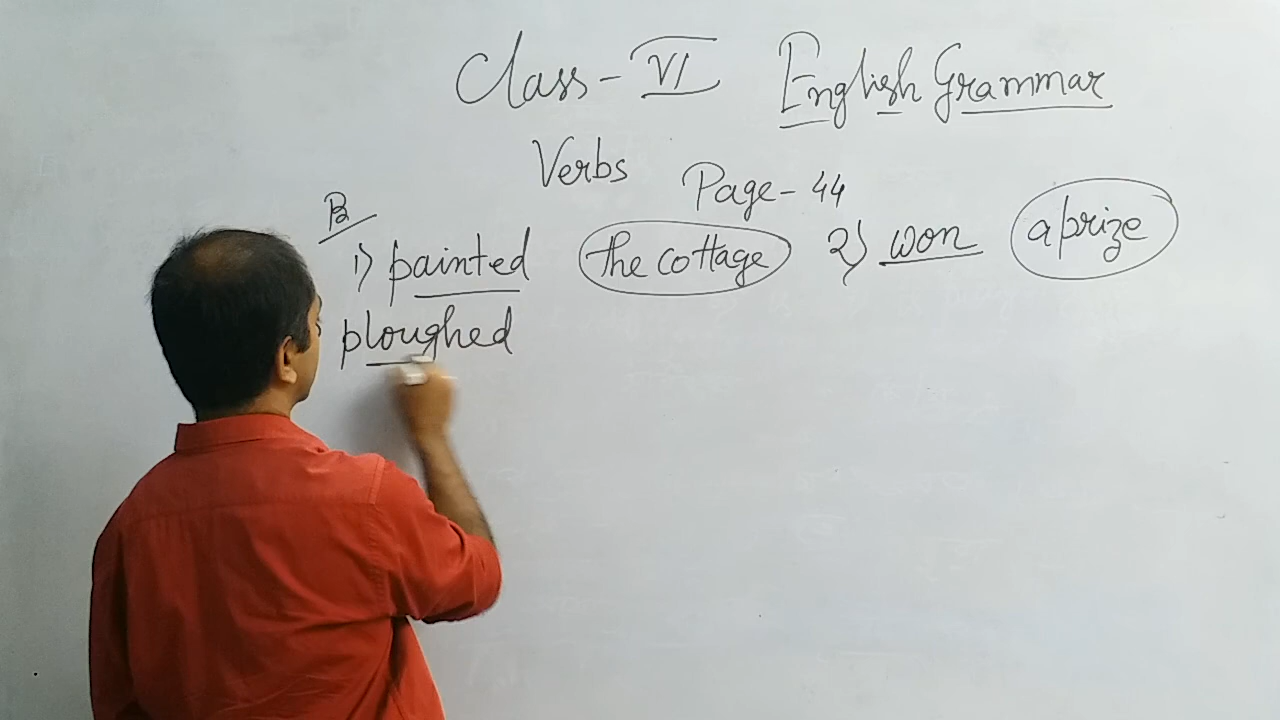 Class - VI English Grammar
Verbs Page - 44
B
1) painted the cottage 2) won a prize
ploughed